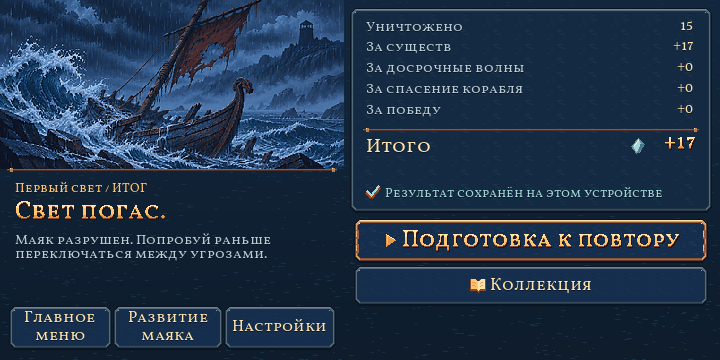 Уничтожено 15
За существ +17
За досрочные волны +0
За спасение корабля +0
За победу +0
Итого +17
Результат сохранён на этом устройстве
Первый свет / ИТОГ
Свет погас.
Маяк разрушен. Попробуй раньше
переключаться между угрозами.
Подготовка к повтору
Коллекция
Главное
меню
Развитие
маяка
Настройки